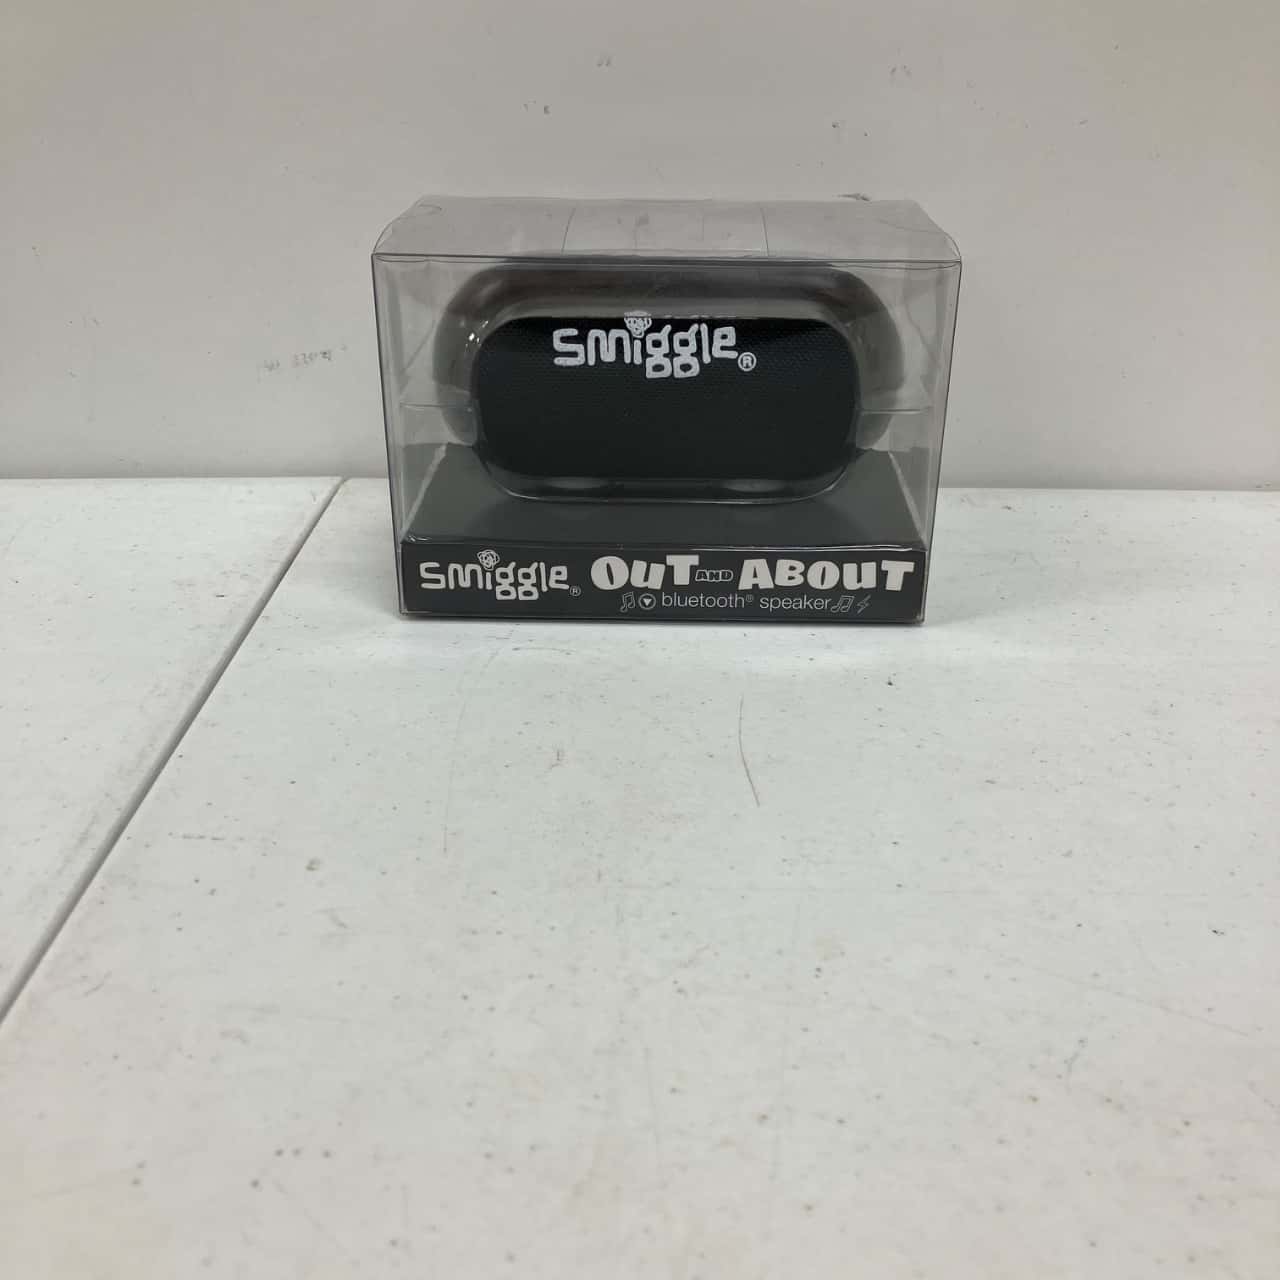 Smiggle®
Smiggle® OUT AND ABOUT
bluetooth® speaker